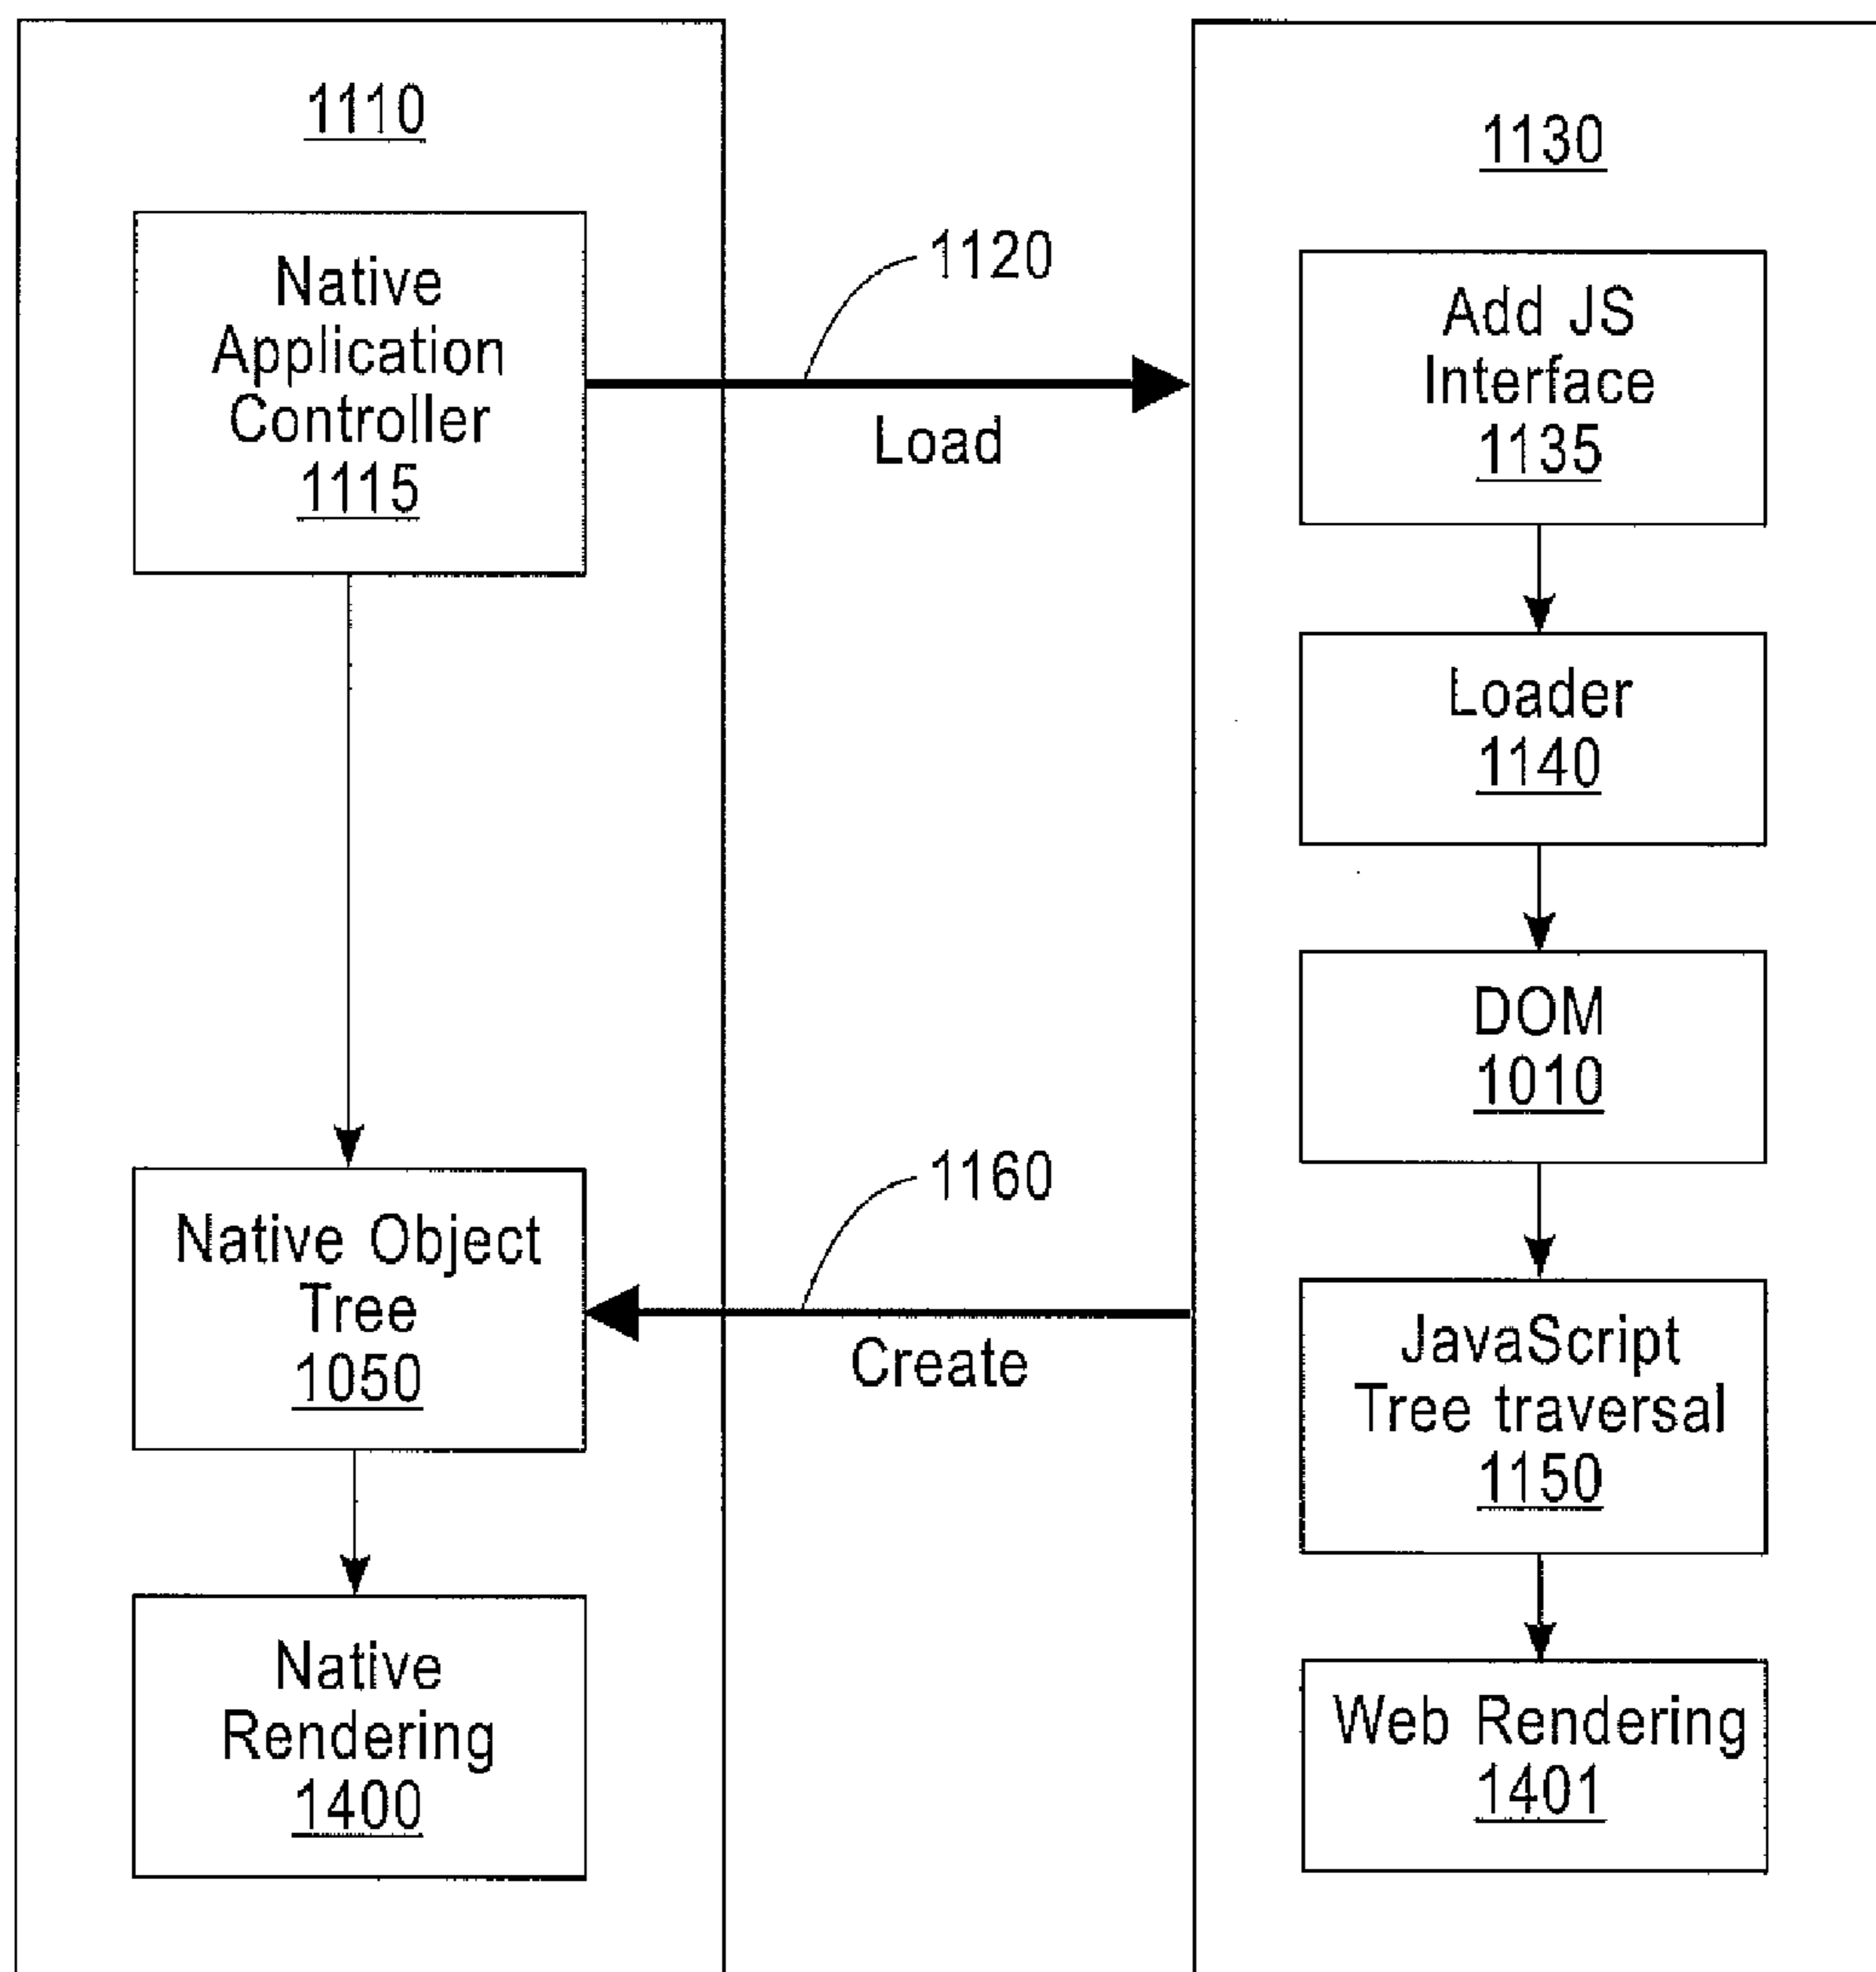 1110
Native
Application
Controller
1115
1120
Load
1130
Add JS
Interface
1135
Loader
1140
DOM
1010
Native Object
Tree
1050
1160
Create
JavaScript
Tree traversal
1150
Native
Rendering
1400
Web Rendering
1401